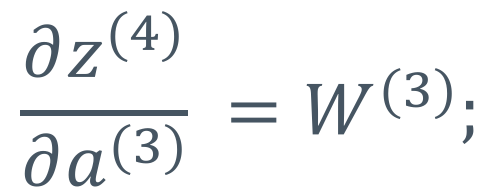 ∂z⁽⁴⁾/∂a⁽³⁾ = W⁽³⁾;